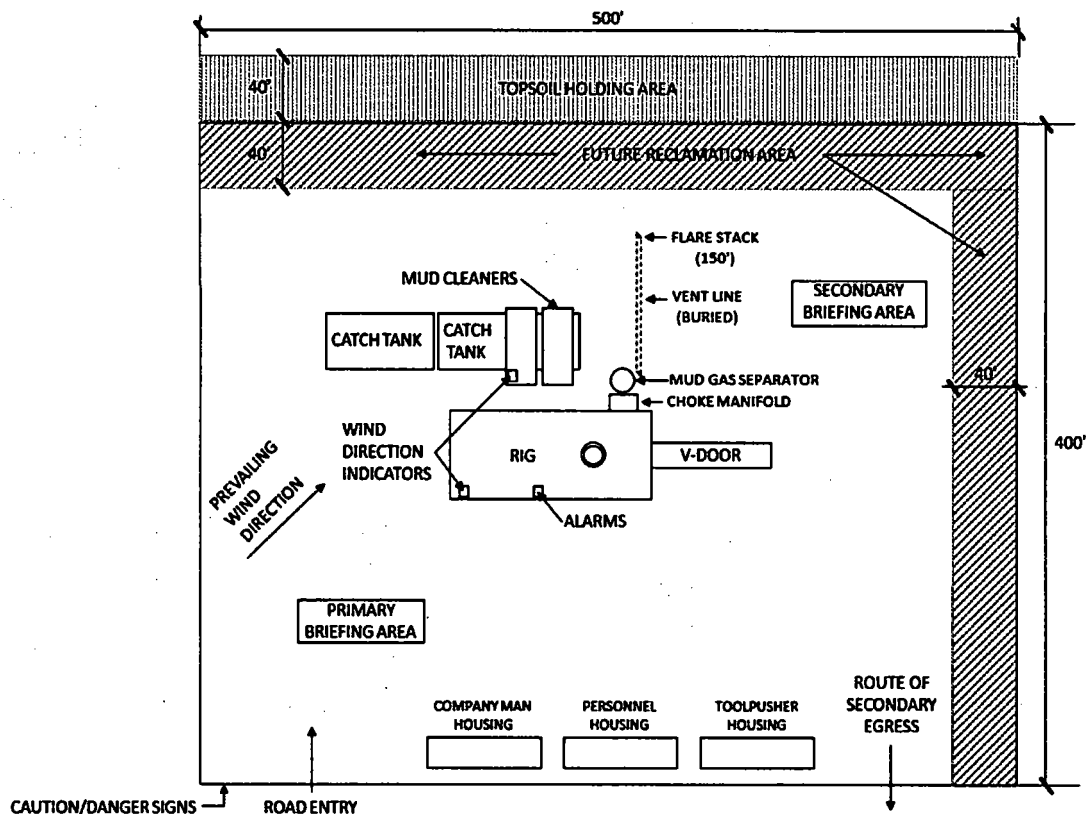 500'
40'
TOPSOIL HOLDING AREA
40'
FUTURE RECLAMATION AREA
FLARE STACK
(150')
MUD CLEANERS
SECONDARY
BRIEFING AREA
VENT LINE
(BURIED)
CATCH TANK
CATCH
TANK
MUD GAS SEPARATOR
40'
CHOKE MANIFOLD
WIND
DIRECTION
INDICATORS
400'
RIG
V-DOOR
PREVAILING
WIND
DIRECTION
ALARMS
PRIMARY
BRIEFING AREA
ROUTE OF
SECONDARY
EGRESS
COMPANY MAN
HOUSING
PERSONNEL
HOUSING
TOOLPUSHER
HOUSING
CAUTION/DANGER SIGNS
ROAD ENTRY